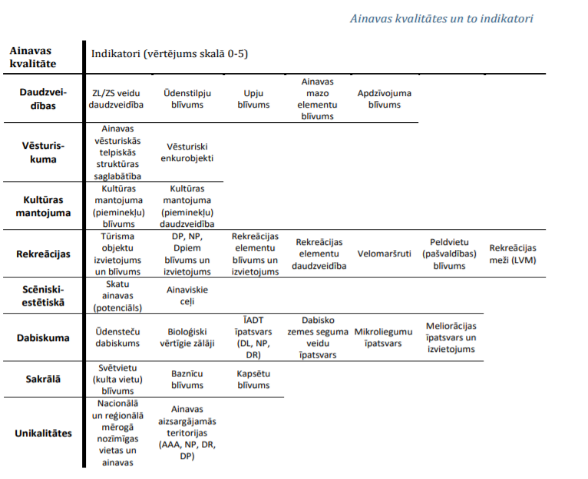 Ainavas kvalitātes un to indikatori
Ainavas
kvalitāte
Indikatori (vērtējums skalā 0-5)
Daudzvei-
dības
ZL/ZS veidu
daudzveidība
Ūdenstilpju
blīvums
Upju
blīvums
Ainavas
mazo
elementu
blīvums
Apdzīvojuma
blīvums
Vēsturis-
kuma
Ainavas
vēsturiskās
telpiskās
struktūras
saglabātība
Vēsturiski
enkurobjekti
Kultūras
mantojuma
Kultūras
mantojuma
(pieminekļu)
blīvums
Kultūras
mantojuma
(pieminekļu)
daudzveidība
Rekreācijas
Tūrisma
objektu
izvietojums
un blīvums
DP, NP,
Dpiem
blīvums un
izvietojums
Rekreācijas
elementu
blīvums un
izvietojums
Rekreācijas
elementu
daudzveidība
Velomaršruti
Peldvietu
(pašvaldības)
blīvums
Rekreācijas
meži (LVM)
Scēniski-
estētiskā
Skatu
ainavas
(potenciāls)
Ainaviskie
ceļi
Dabiskuma
Ūdensteču
dabiskums
Bioloģiski
vērtīgie zālāji
ĪADT
īpatsvars
(DL, NP,
DR)
Dabisko
zemes seguma
veidu
īpatsvars
Mikroliegumu
īpatsvars
Meliorācijas
īpatsvars un
izvietojums
Sakrālā
Svētvietu
(kulta vietu)
blīvums
Baznīcu
blīvums
Kapsētu
blīvums
Unikalitātes
Nacionālā
un reģionālā
mērogā
nozīmīgas
vietas un
ainavas
Ainavas
aizsargājamās
teritorijas
(AAA, NP, DR,
DP)